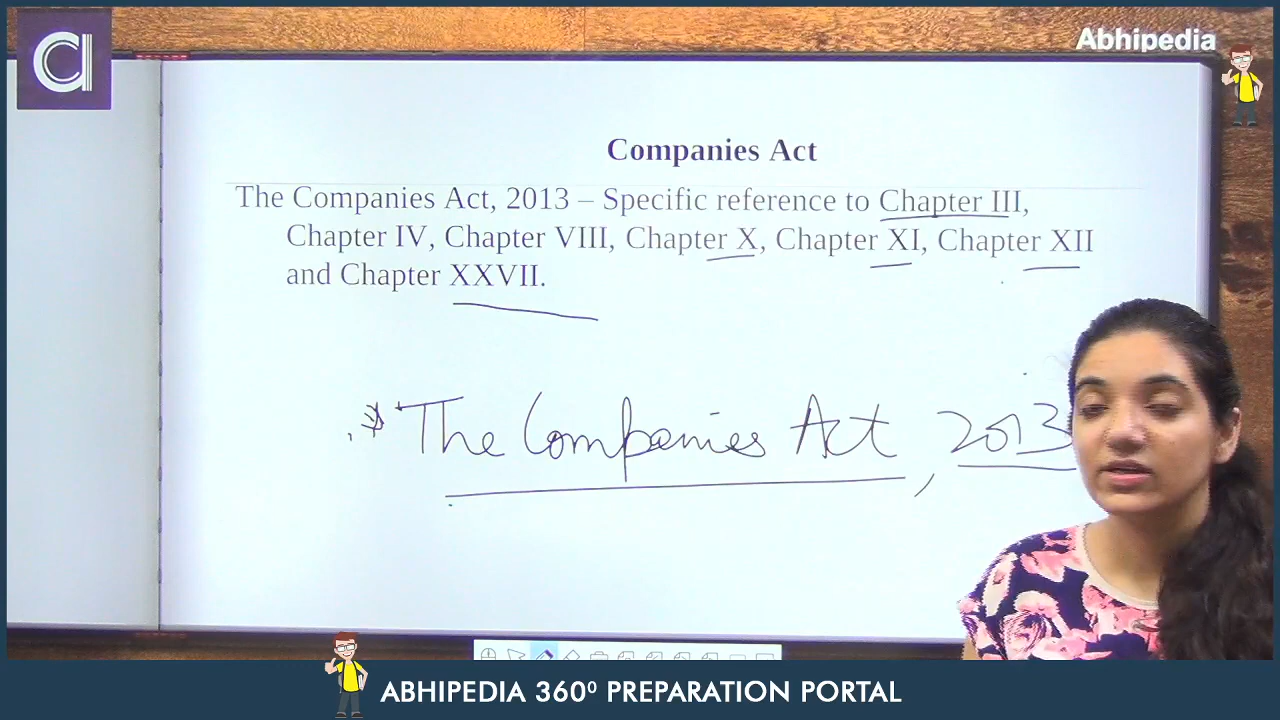 Abhipedia
Companies Act
The Companies Act, 2013 – Specific reference to Chapter III,
Chapter IV, Chapter VIII, Chapter X, Chapter XI, Chapter XII
and Chapter XXVII.
The Companies Act, 2013
ABHIPEDIA 360⁰ PREPARATION PORTAL